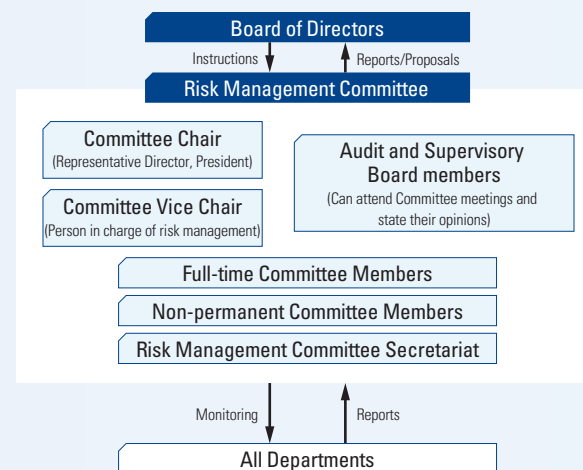 Board of Directors
Instructions
Reports/Proposals
Risk Management Committee
Committee Chair
(Representative Director, President)
Committee Vice Chair
(Person in charge of risk management)
Audit and Supervisory
Board members
(Can attend Committee meetings and
state their opinions)
Full-time Committee Members
Non-permanent Committee Members
Risk Management Committee Secretariat
Monitoring
Reports
All Departments